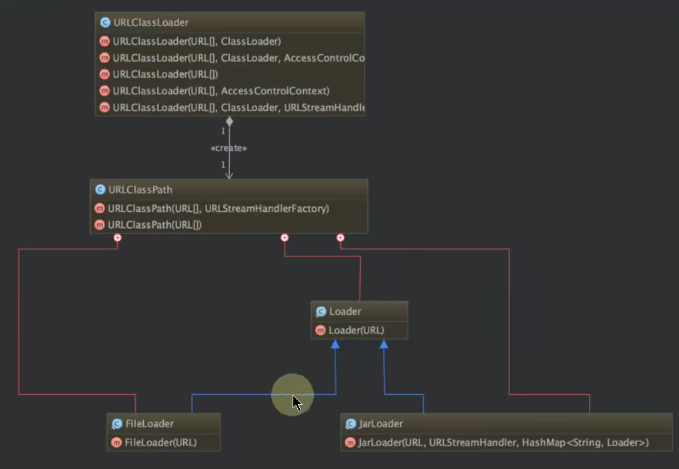 URLClassLoader
URLClassLoader(URL[], ClassLoader)
URLClassLoader(URL[], ClassLoader, AccessControlCo
URLClassLoader(URL[])
URLClassLoader(URL[], AccessControlContext)
URLClassLoader(URL[], ClassLoader, URLStreamHandle
1
«create»
1
URLClassPath
URLClassPath(URL[], URLStreamHandlerFactory)
URLClassPath(URL[])
Loader
Loader(URL)
FileLoader
FileLoader(URL)
JarLoader
JarLoader(URL, URLStreamHandler, HashMap<String, Loader>)